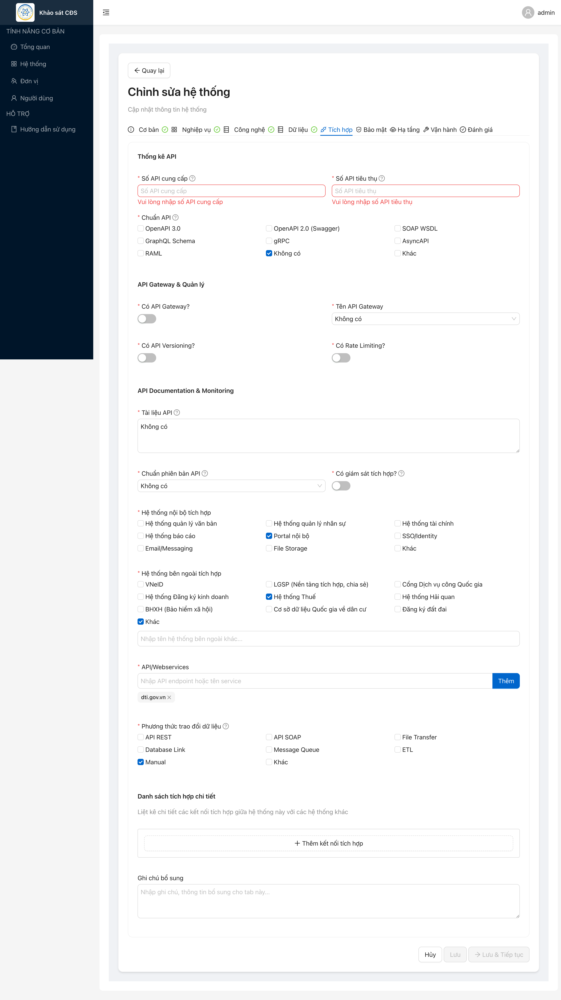 Khảo sát CĐS
admin
TÍNH NĂNG CƠ BẢN
Tổng quan
Hệ thống
Đơn vị
Người dùng
HỖ TRỢ
Hướng dẫn sử dụng
Quay lại
Chỉnh sửa hệ thống
Cập nhật thông tin hệ thống
Cơ bản Nghiệp vụ Công nghệ Dữ liệu Tích hợp Bảo mật Hạ tầng Vận hành Đánh giá
Thống kê API
* Số API cung cấp * Số API tiêu thụ
Số API cung cấp Số API tiêu thụ
Vui lòng nhập số API cung cấp Vui lòng nhập số API tiêu thụ
* Chuẩn API
OpenAPI 3.0 OpenAPI 2.0 (Swagger) SOAP WSDL
GraphQL Schema gRPC AsyncAPI
RAML Không có Khác
API Gateway & Quản lý
* Có API Gateway? * Tên API Gateway
Không có
* Có API Versioning? * Có Rate Limiting?
API Documentation & Monitoring
* Tài liệu API
Không có
* Chuẩn phiên bản API * Có giám sát tích hợp?
Không có
* Hệ thống nội bộ tích hợp
Hệ thống quản lý văn bản Hệ thống quản lý nhân sự Hệ thống tài chính
Hệ thống báo cáo Portal nội bộ SSO/Identity
Email/Messaging File Storage Khác
* Hệ thống bên ngoài tích hợp
VNeID LGSP (Nền tảng tích hợp, chia sẻ) Cổng Dịch vụ công Quốc gia
Hệ thống Đăng ký kinh doanh Hệ thống Thuế Hệ thống Hải quan
BHXH (Bảo hiểm xã hội) Cơ sở dữ liệu Quốc gia về dân cư Đăng ký đất đai
Khác
Nhập tên hệ thống bên ngoài khác...
* API/Webservices
Nhập API endpoint hoặc tên service Thêm
dti.gov.vn
* Phương thức trao đổi dữ liệu
API REST API SOAP File Transfer
Database Link Message Queue ETL
Manual Khác
Danh sách tích hợp chi tiết
Liệt kê chi tiết các kết nối tích hợp giữa hệ thống này với các hệ thống khác
Thêm kết nối tích hợp
Ghi chú bổ sung
Nhập ghi chú, thông tin bổ sung cho tab này...
Hủy Lưu Lưu & Tiếp tục